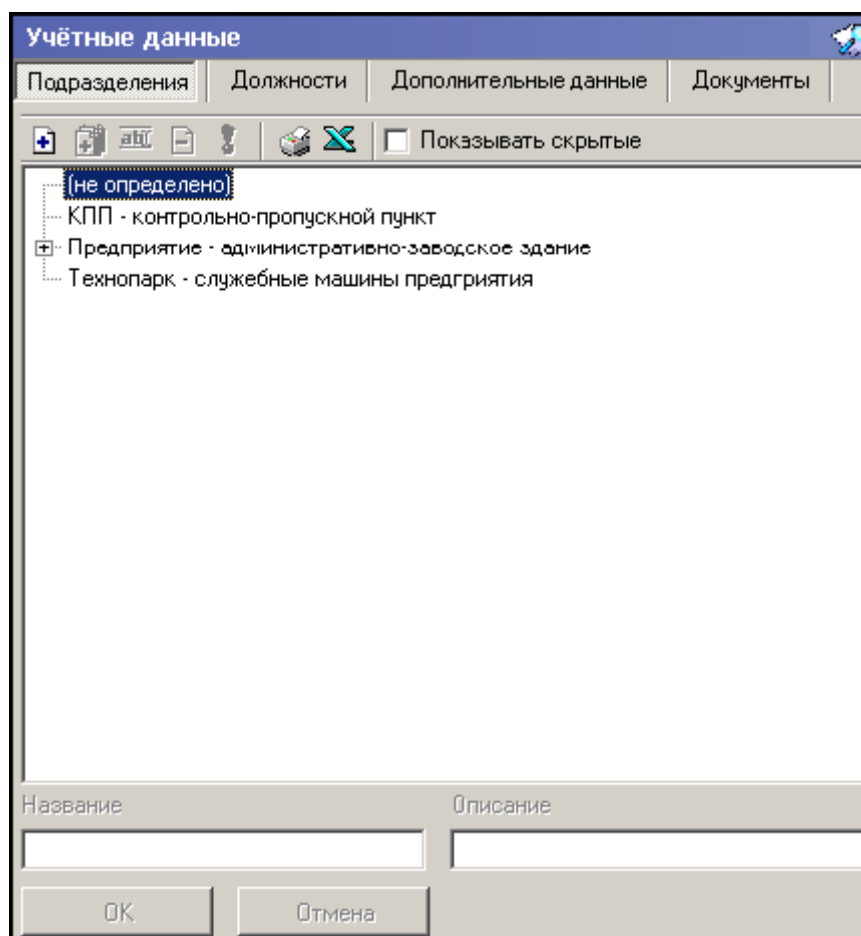 Учётные данные
Подразделения Должности Дополнительные данные Документы
Показывать скрытые
(не определено)
КПП - контрольно-пропускной пункт
Предприятие - административно-заводское здание
Технопарк - служебные машины предгриятия
Название Описание
OK Отмена